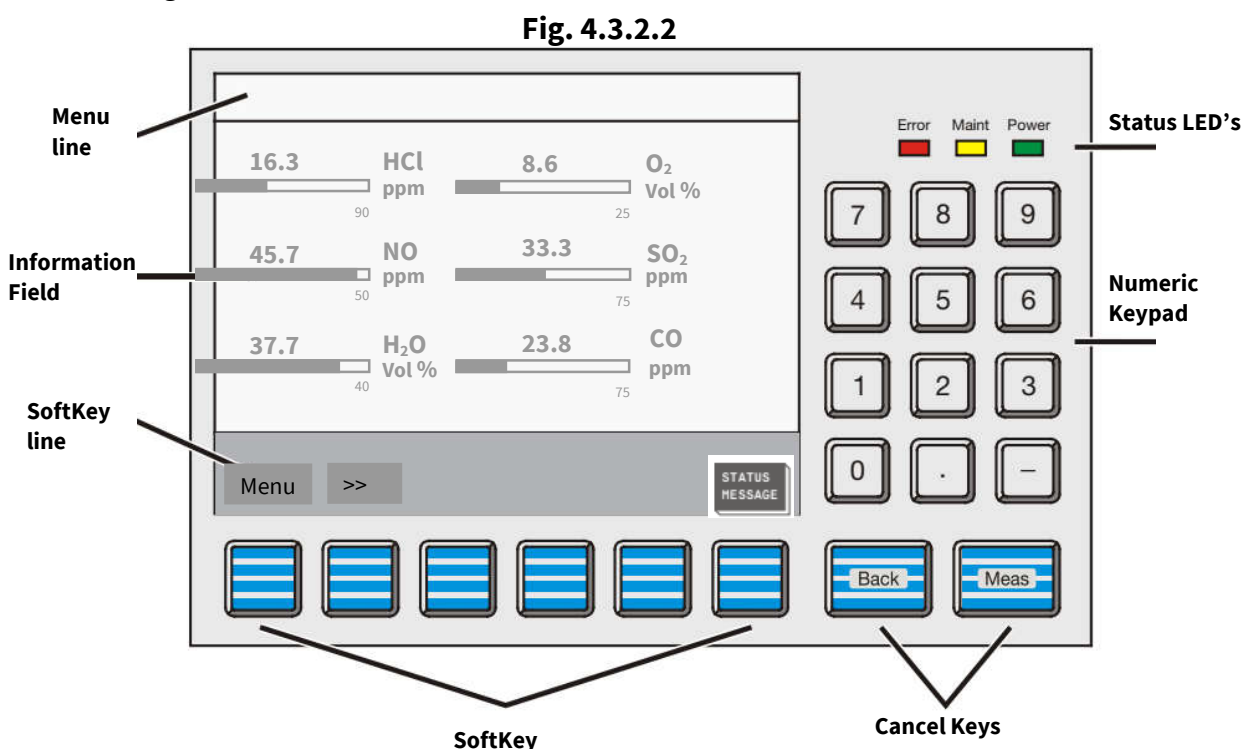 Fig. 4.3.2.2
Menu
line
Information
Field
SoftKey
line
16.3 HCl 8.6 O₂
ppm Vol %
90 25
45.7 NO 33.3 SO₂
ppm ppm
50 75
37.7 H₂O 23.8 CO
Vol % ppm
40 75
Menu >> STATUS
MESSAGE
Error Maint Power
Status LED's
7 8 9
4 5 6
Numeric
Keypad
1 2 3
0 . –
Back Meas
SoftKey
Cancel Keys